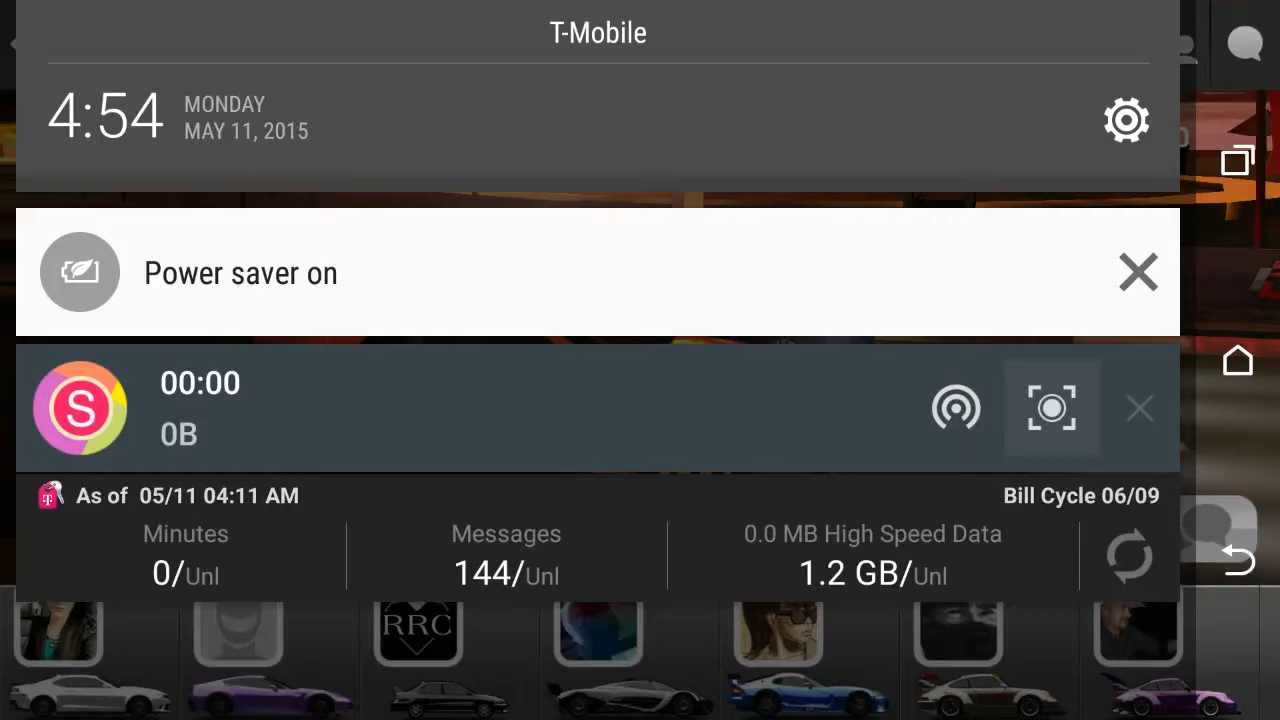 T-Mobile
4:54
MONDAY
MAY 11, 2015
Power saver on
S
00:00
0B
T
As of 05/11 04:11 AM
Bill Cycle 06/09
Minutes
Messages
0.0 MB High Speed Data
0/Unl
144/Unl
1.2 GB/Unl
RRC